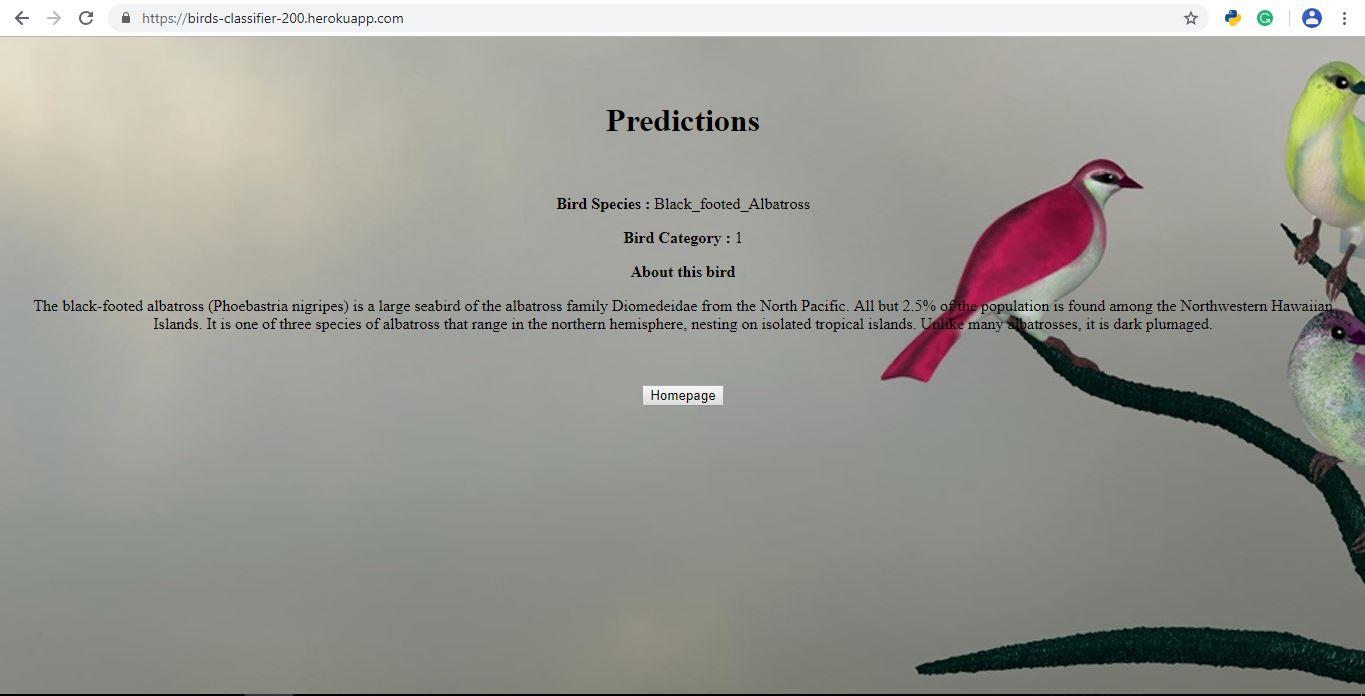 https://birds-classifier-200.herokuapp.com
Predictions
Bird Species : Black_footed_Albatross
Bird Category : 1
About this bird
The black-footed albatross (Phoebastria nigripes) is a large seabird of the albatross family Diomedeidae from the North Pacific. All but 2.5% of the population is found among the Northwestern Hawaiian
Islands. It is one of three species of albatross that range in the northern hemisphere, nesting on isolated tropical islands. Unlike many albatrosses, it is dark plumaged.
Homepage